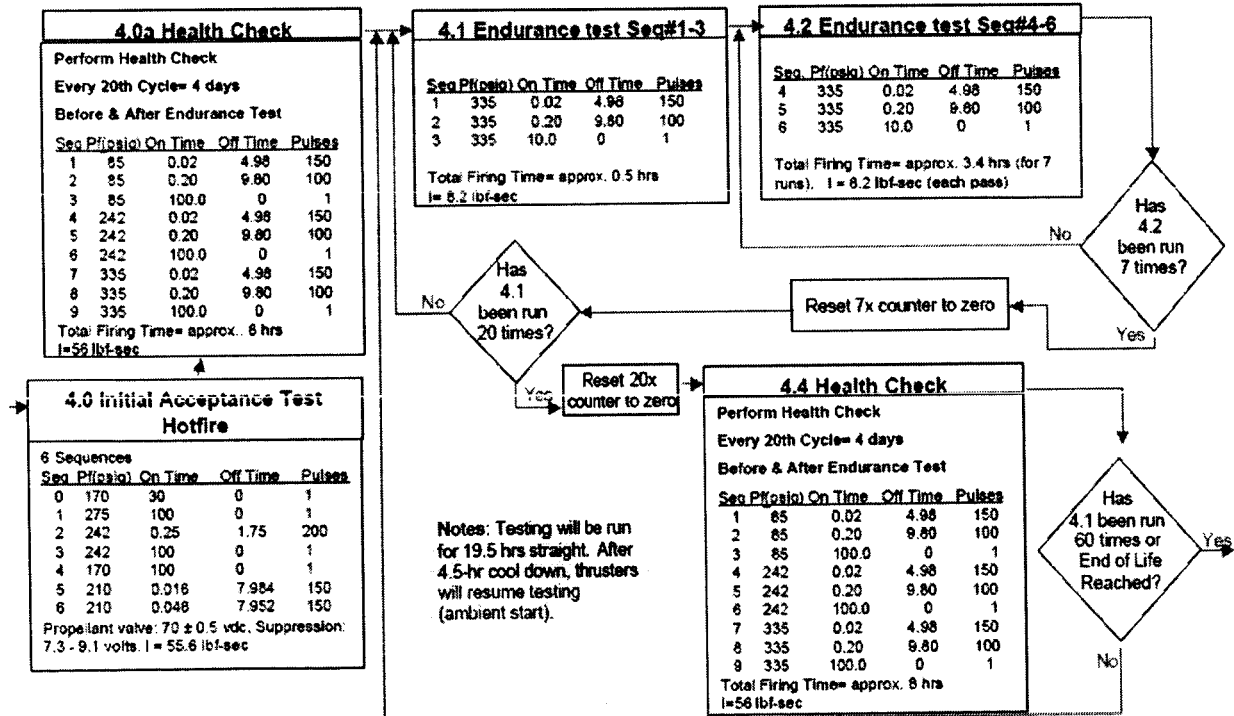 4.0a Health Check
Perform Health Check
Every 20th Cycle= 4 days
Before & After Endurance Test
Seq Pf(psig) On Time Off Time Pulses
1 85 0.02 4.98 150
2 85 0.20 9.80 100
3 85 100.0 0 1
4 242 0.02 4.98 150
5 242 0.20 9.80 100
6 242 100.0 0 1
7 335 0.02 4.98 150
8 335 0.20 9.80 100
9 335 100.0 0 1
Total Firing Time= approx.. 8 hrs
I=56 lbf-sec
4.0 Initial Acceptance Test
Hotfire
6 Sequences
Seq Pf(psig) On Time Off Time Pulses
0 170 30 0 1
1 275 100 0 1
2 242 0.25 1.75 200
3 242 100 0 1
4 170 100 0 1
5 210 0.016 7.984 150
6 210 0.048 7.952 150
Propellant valve: 70 ± 0.5 vdc, Suppression:
7.3 - 9.1 volts. I = 55.6 lbf-sec
4.1 Endurance test Seq#1-3
Seq Pf(psig) On Time Off Time Pulses
1 335 0.02 4.98 150
2 335 0.20 9.80 100
3 335 10.0 0 1
Total Firing Time= approx. 0.5 hrs
I= 8.2 lbf-sec
4.2 Endurance test Seq#4-6
Seq. Pf(psig) On Time Off Time Pulses
4 335 0.02 4.98 150
5 335 0.20 9.80 100
6 335 10.0 0 1
Total Firing Time= approx. 3.4 hrs (for 7
runs). I = 8.2 lbf-sec (each pass)
Has
4.2
been run
7 times?
No
Yes
Reset 7x counter to zero
Has
4.1
been run
20 times?
No
Yes
Reset 20x
counter to zero
4.4 Health Check
Perform Health Check
Every 20th Cycle= 4 days
Before & After Endurance Test
Seq Pf(psig) On Time Off Time Pulses
1 85 0.02 4.98 150
2 85 0.20 9.80 100
3 85 100.0 0 1
4 242 0.02 4.98 150
5 242 0.20 9.80 100
6 242 100.0 0 1
7 335 0.02 4.98 150
8 335 0.20 9.80 100
9 335 100.0 0 1
Total Firing Time= approx. 8 hrs
I=56 lbf-sec
Has
4.1 been run
60 times or
End of Life
Reached?
Yes
No
Notes: Testing will be run
for 19.5 hrs straight. After
4.5-hr cool down, thrusters
will resume testing
(ambient start).